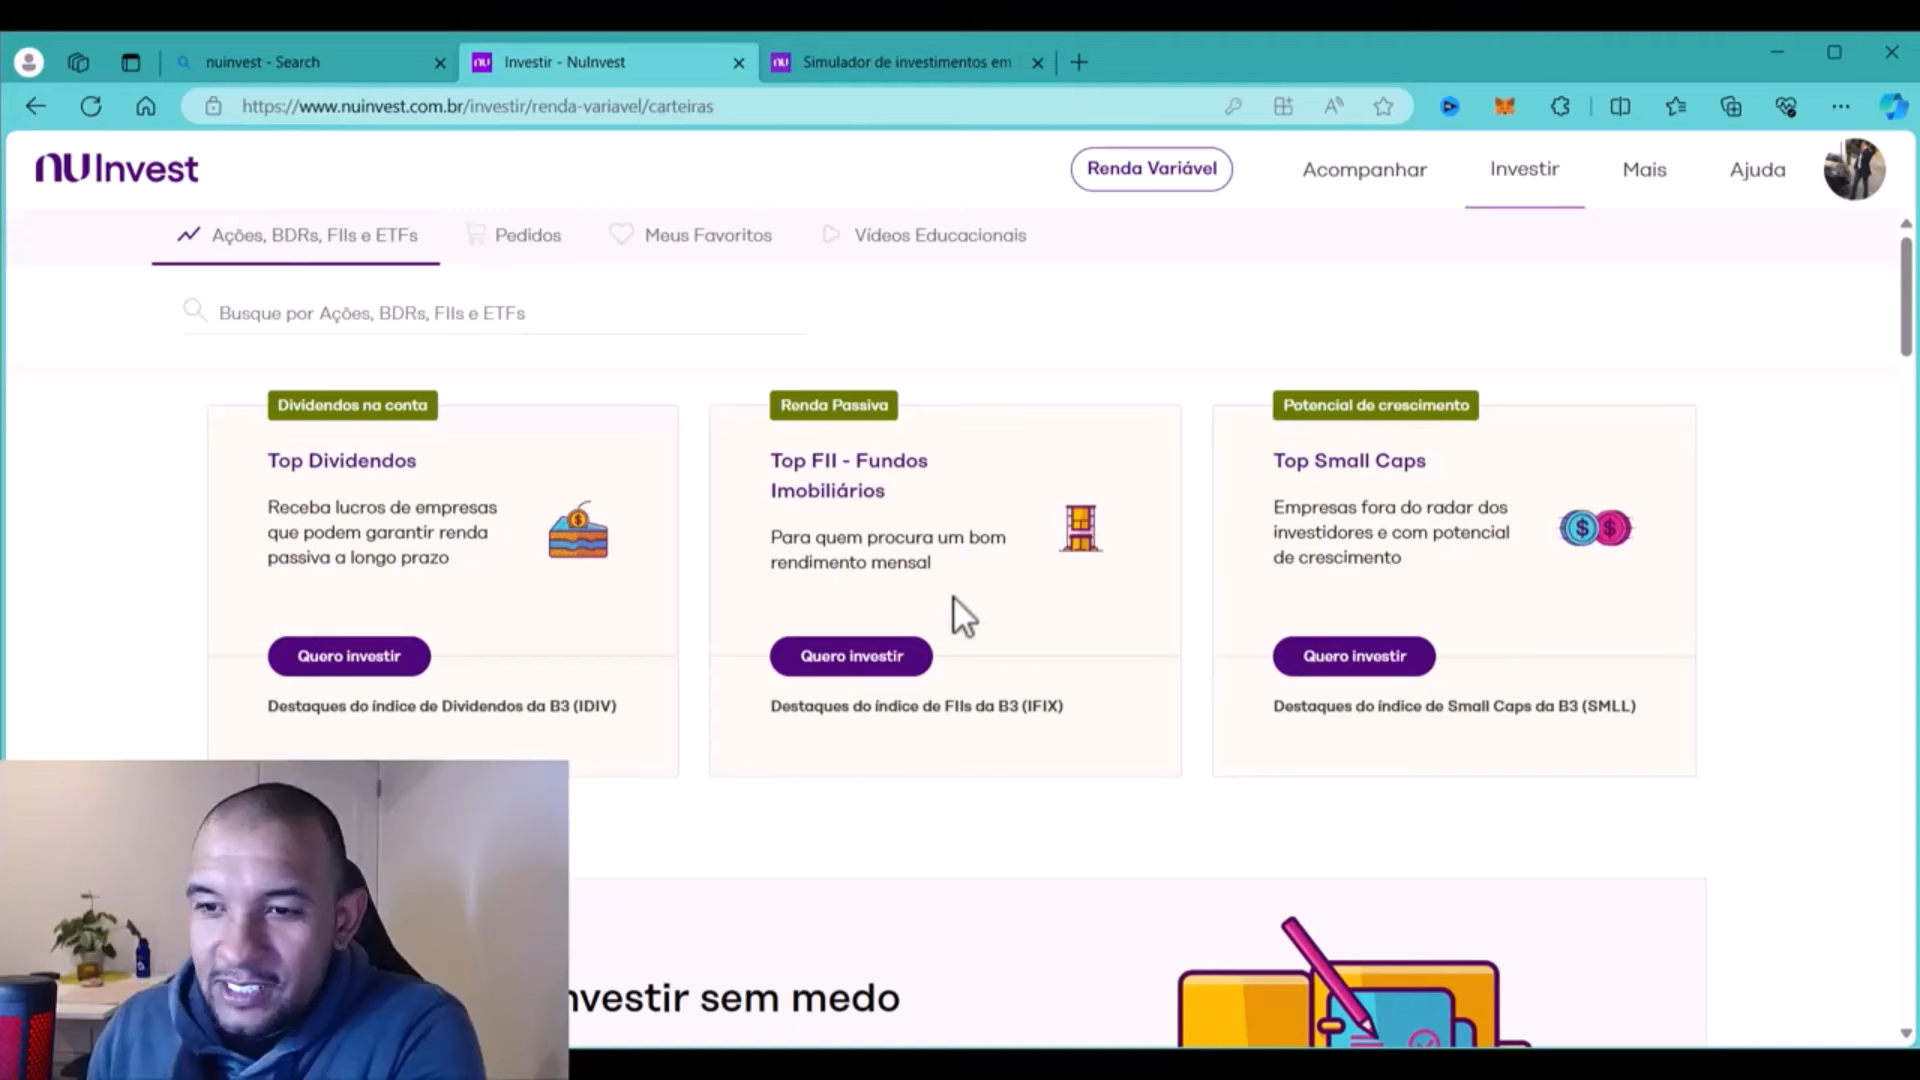 nuinvest - Search
Investir - NuInvest
Simulador de investimentos em
https://www.nuinvest.com.br/investir/renda-variavel/carteiras
nuInvest
Renda Variável
Acompanhar
Investir
Mais
Ajuda
Ações, BDRs, FIIs e ETFs
Pedidos
Meus Favoritos
Vídeos Educacionais
Busque por Ações, BDRs, FIIs e ETFs
Dividendos na conta
Top Dividendos
Receba lucros de empresas
que podem garantir renda
passiva a longo prazo
Quero investir
Destaques do índice de Dividendos da B3 (IDIV)
Renda Passiva
Top FII - Fundos
Imobiliários
Para quem procura um bom
rendimento mensal
Quero investir
Destaques do índice de FIIs da B3 (IFIX)
Potencial de crescimento
Top Small Caps
Empresas fora do radar dos
investidores e com potencial
de crescimento
Quero investir
Destaques do índice de Small Caps da B3 (SMLL)
nvestir sem medo